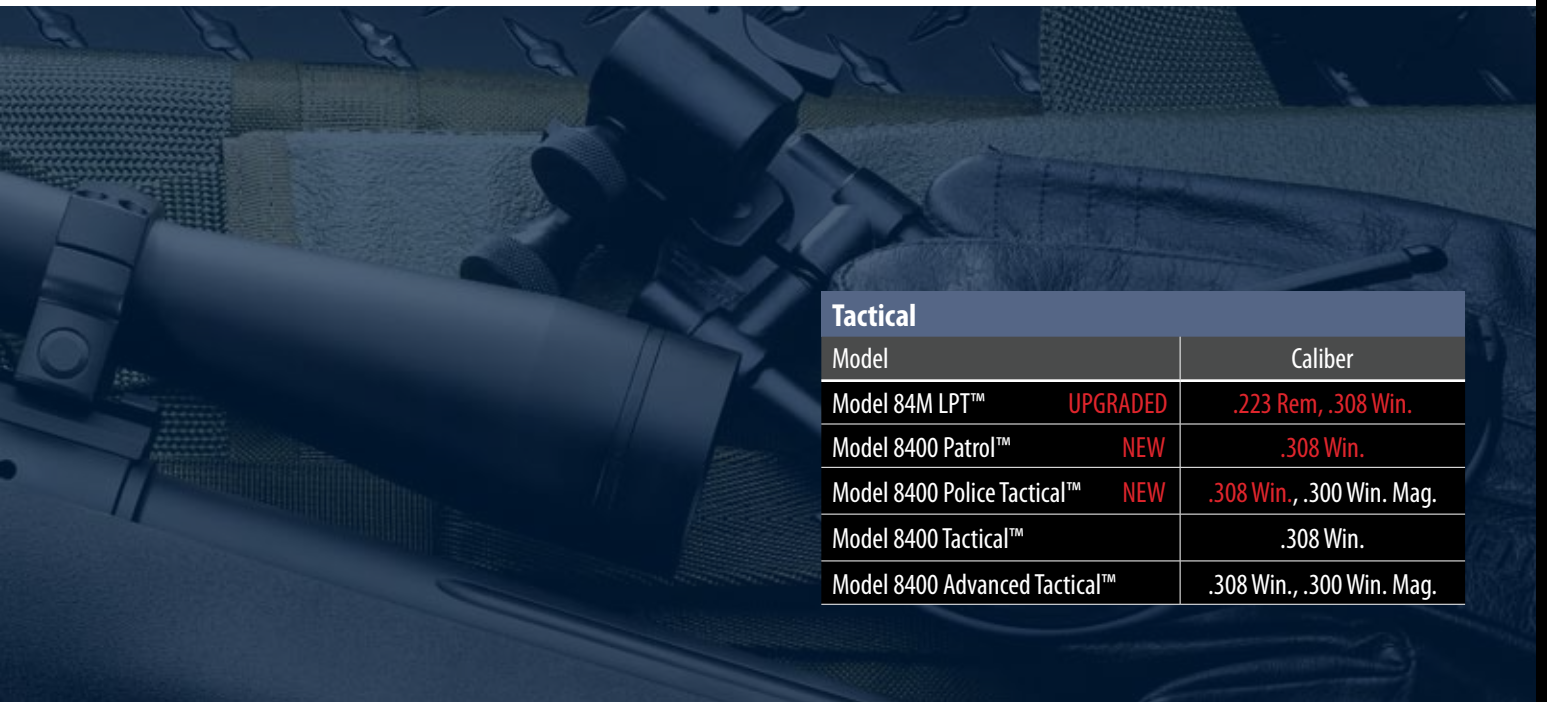 Tactical
Model Caliber
Model 84M LPT™ UPGRADED .223 Rem, .308 Win.
Model 8400 Patrol™ NEW .308 Win.
Model 8400 Police Tactical™ NEW .308 Win., .300 Win. Mag.
Model 8400 Tactical™ .308 Win.
Model 8400 Advanced Tactical™ .308 Win., .300 Win. Mag.